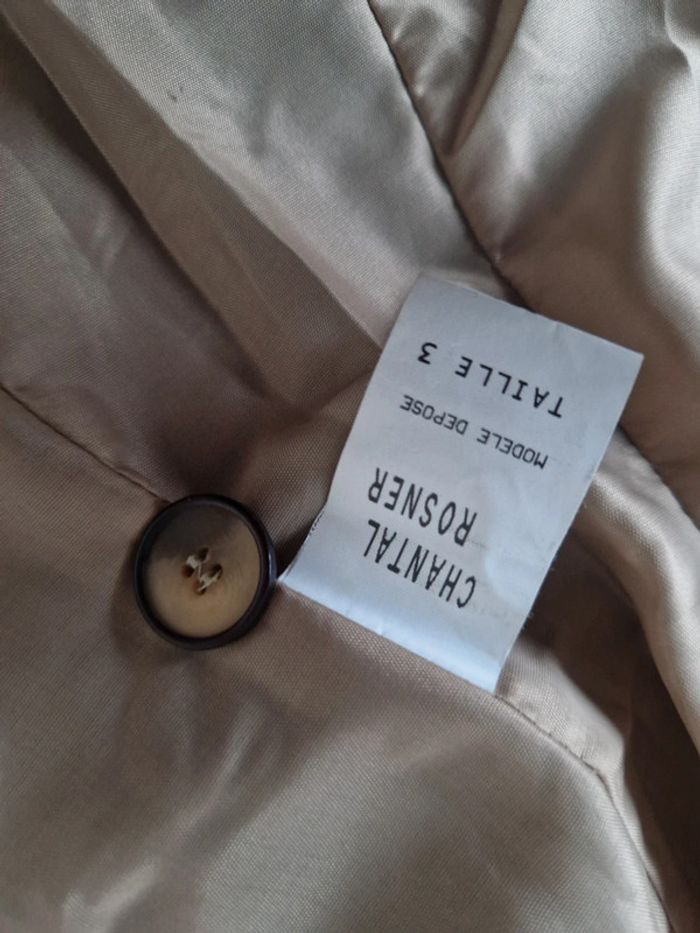 CHANTAL
ROSNER
MODELE DEPOSE
TAILLE 3